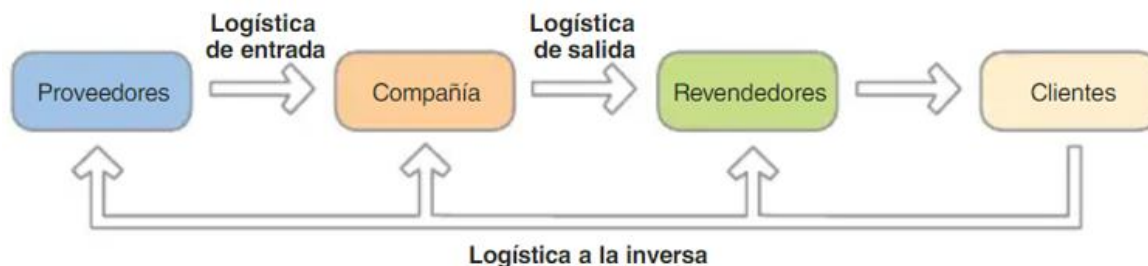 Logística
de entrada
Logística
de salida
Proveedores
Compañía
Revendedores
Clientes
Logística a la inversa